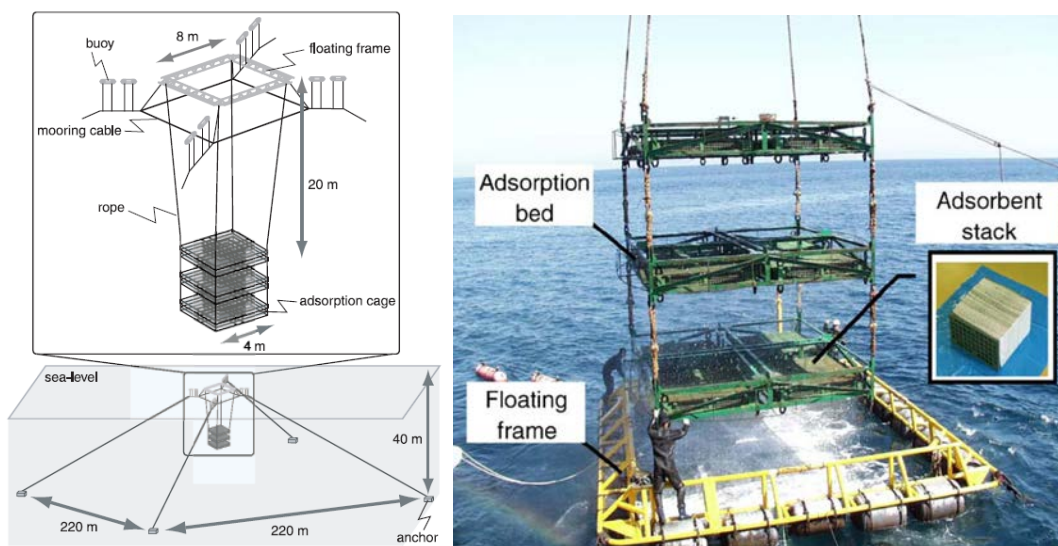 8 m
buoy
floating frame
mooring cable
20 m
rope
adsorption cage
4 m
sea-level
40 m
220 m
220 m
anchor
Adsorption
bed
Adsorbent
stack
Floating
frame